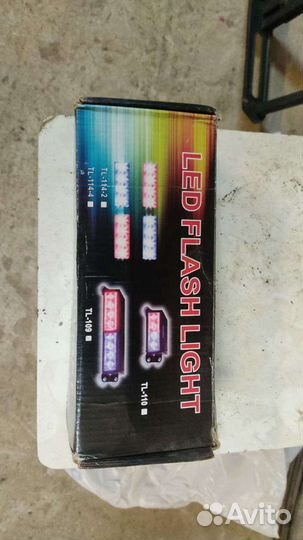 LED FLASH LIGHT
TL-114-2
TL-114-4
TL-110
TL-109
Avito